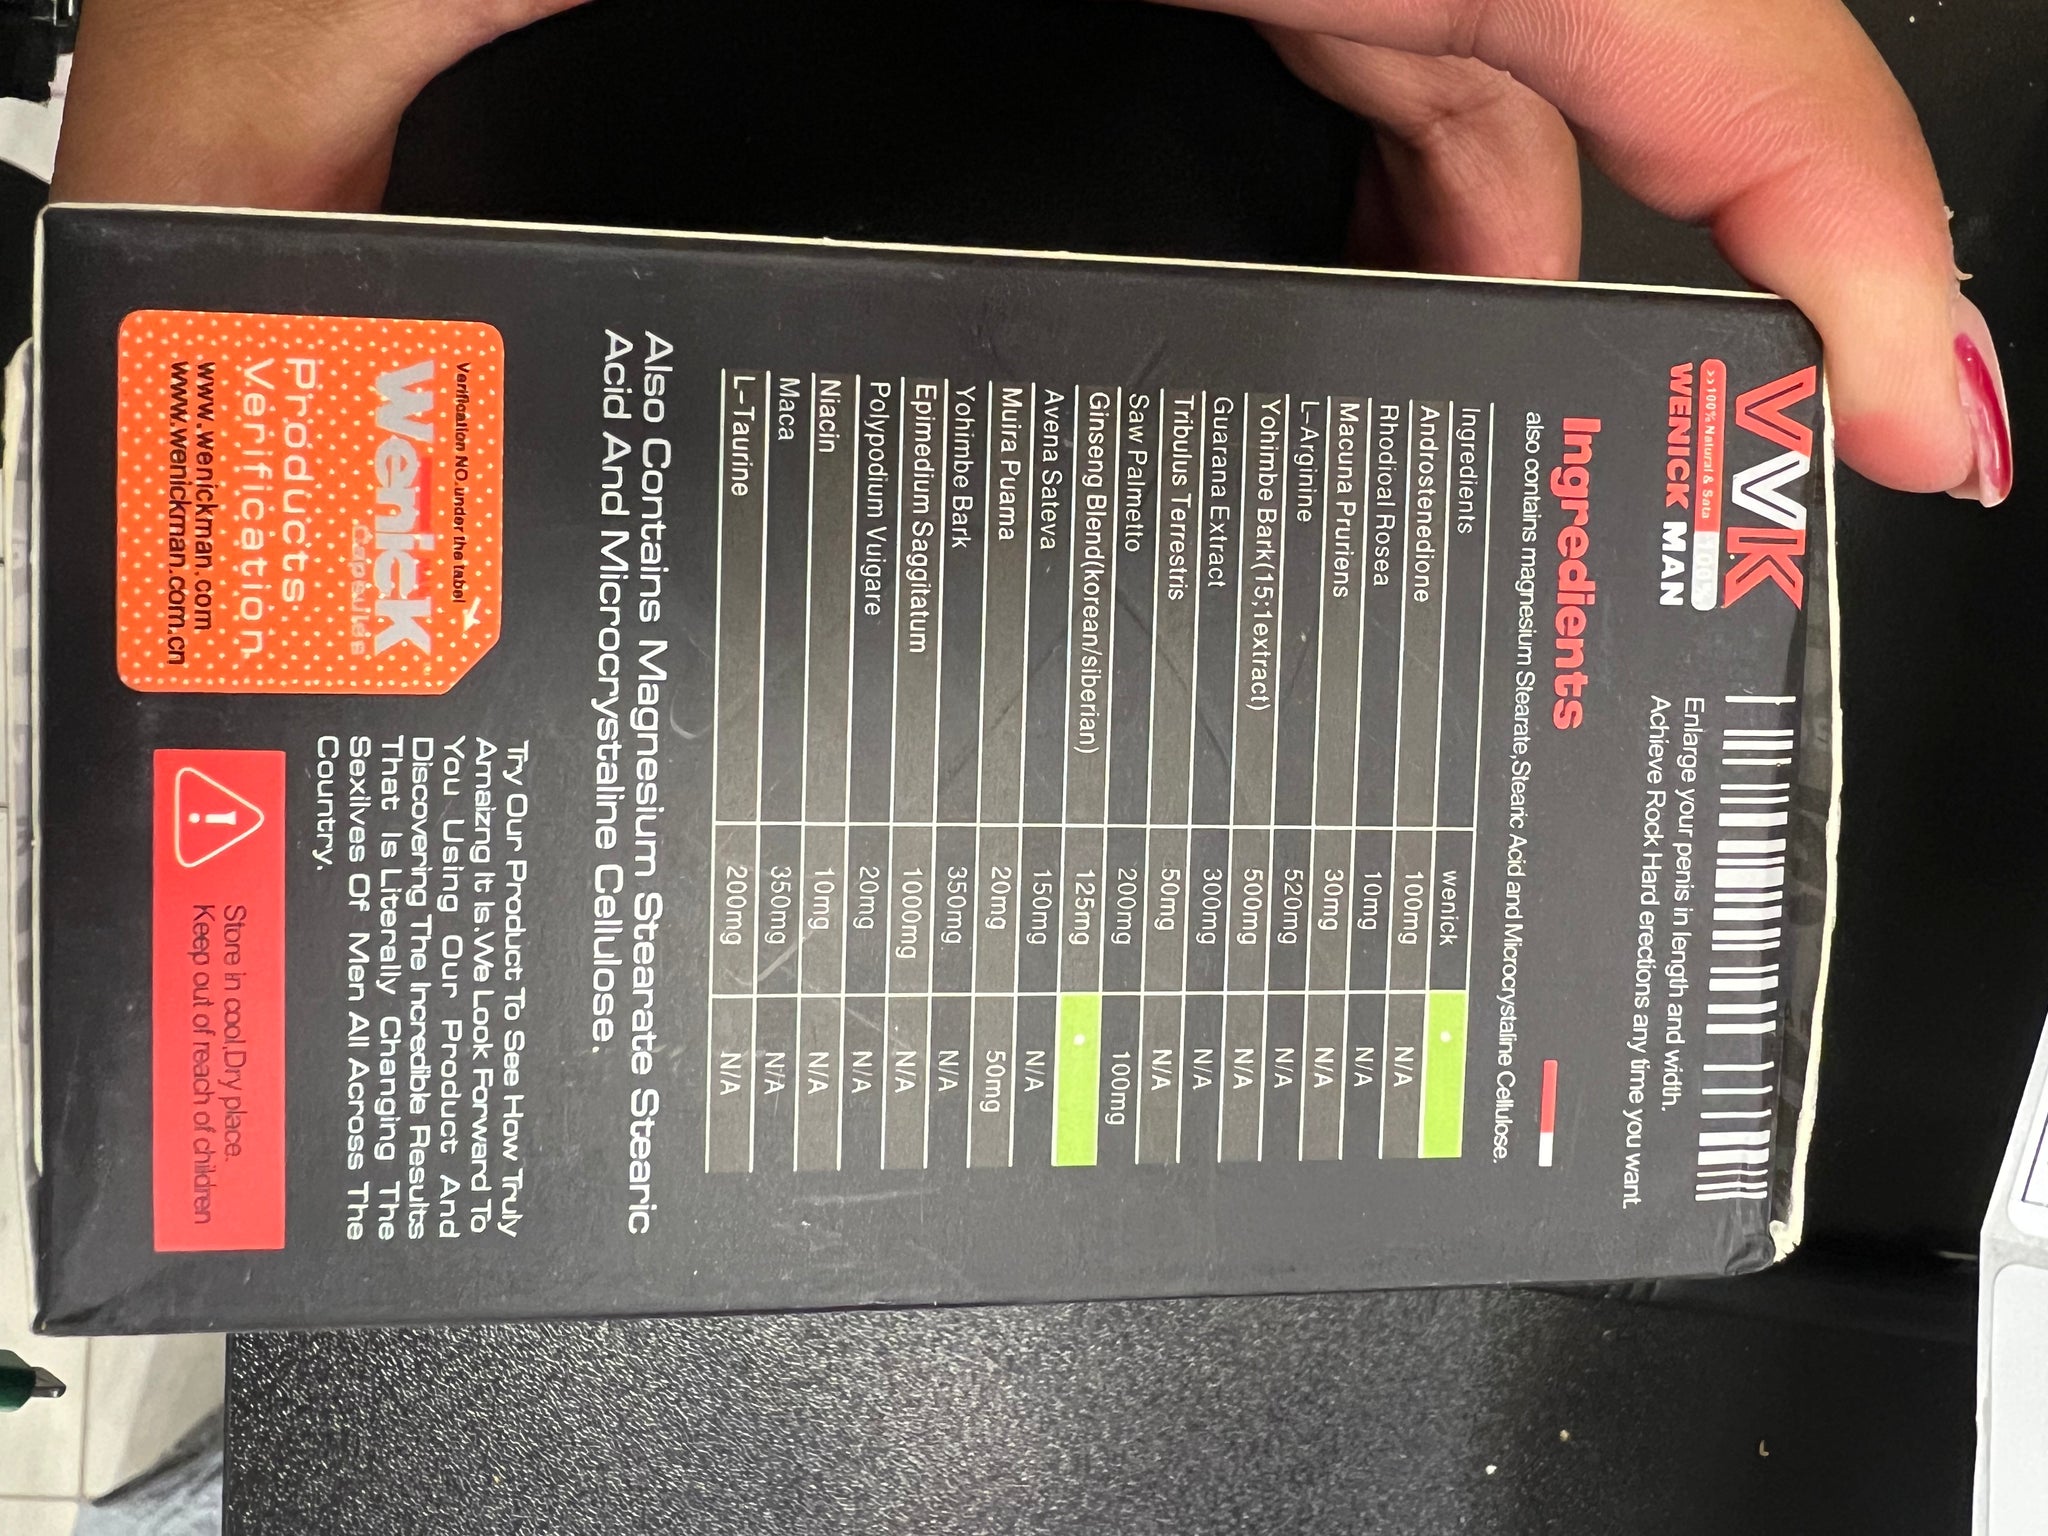 VVK
>>100% Natural & Sata 100%
WENICK MAN
Enlarge your penis in length and width.
Achieve Rock Hard erections any time you want
Ingredients
also contains magnesium Stearate,Stearic Acid and Microcrystaline Cellulose.
Ingredients wenick
Androstenedione 100mg N/A
Rhodioal Rosea 10mg N/A
Macuna Pruriens 30mg N/A
L-Arginine 520mg N/A
Yohimbe Bark(15;1extract) 500mg N/A
Guarana Extract 300mg N/A
Tribulus Terrestris 50mg N/A
Saw Palmetto 200mg 100mg
Ginseng Blend(korean/siberian) 125mg
Avena Sateva 150mg N/A
Muira Puama 20mg 50mg
Yohimbe Bark 350mg N/A
Epimedium Saggitatum 1000mg N/A
Polypodium Vuigare 20mg N/A
Niacin 10mg N/A
Maca 350mg N/A
L-Taurine 200mg N/A
Also Contains Magnesium Stearate Stearic
Acid And Microcrystaline Cellulose.
Verification NO.under the label
Wenick
Capsules
Products
Verification
www.wenickman.com
www.wenickman.com.cn
Try Our Product To See How Truly
Amaizng It Is.We Look Forward To
You Using Our Product And
Discovering The Incredible Results
That Is Literally Changing The
Sexilves Of Men All Across The
Country.
Store in cool,Dry place.
Keep out of reach of children